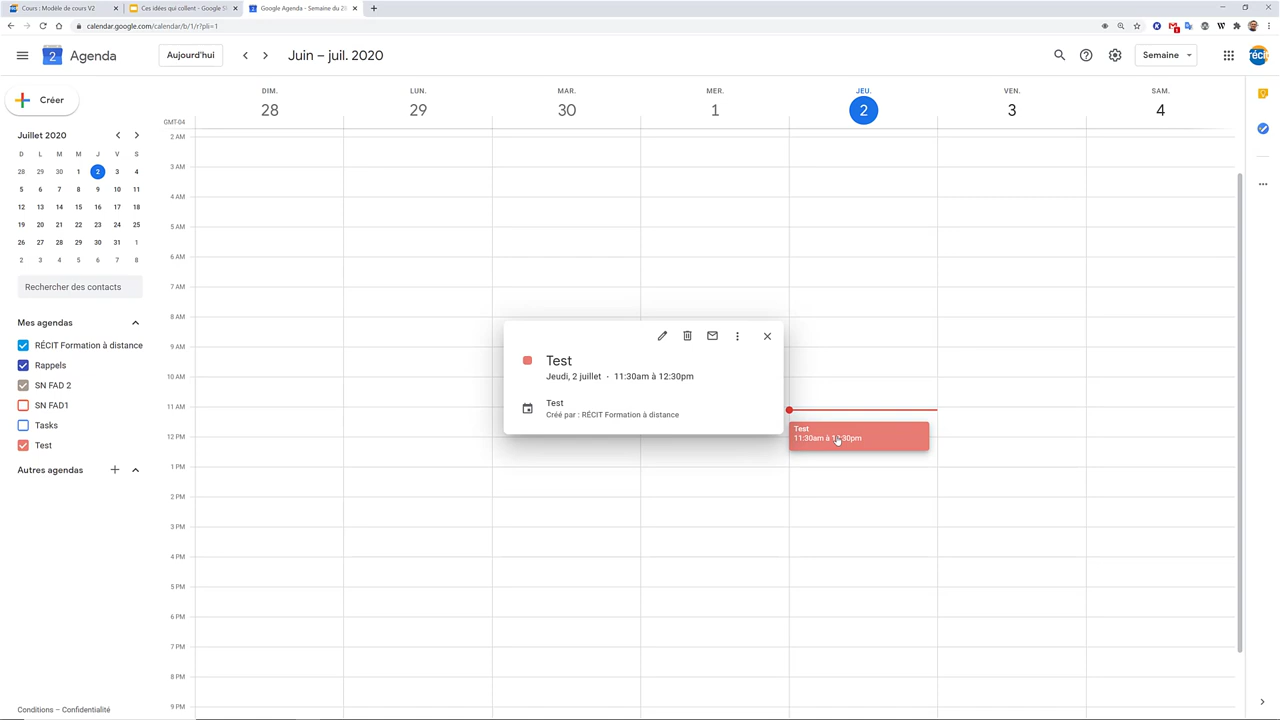 Cours : Modèle de cours V2
Ces idées qui collent - Google Sl
Google Agenda - Semaine du 28
calendar.google.com/calendar/b/1/r?pli=1
2
Agenda
Aujourd'hui
Juin – juil. 2020
Semaine
récit
Créer
Juillet 2020
D L M M J V S
28 29 30 1 2 3 4
5 6 7 8 9 10 11
12 13 14 15 16 17 18
19 20 21 22 23 24 25
26 27 28 29 30 31 1
2 3 4 5 6 7 8
Rechercher des contacts
Mes agendas
RÉCIT Formation à distance
Rappels
SN FAD 2
SN FAD1
Tasks
Test
Autres agendas
Conditions – Confidentialité
DIM. LUN. MAR. MER. JEU. VEN. SAM.
28 29 30 1 2 3 4
GMT-04
2 AM
3 AM
4 AM
5 AM
6 AM
7 AM
8 AM
9 AM
10 AM
11 AM
12 PM
1 PM
2 PM
3 PM
4 PM
5 PM
6 PM
7 PM
8 PM
9 PM
Test
Jeudi, 2 juillet · 11:30am à 12:30pm
Test
Créé par : RÉCIT Formation à distance
Test
11:30am à 12:30pm